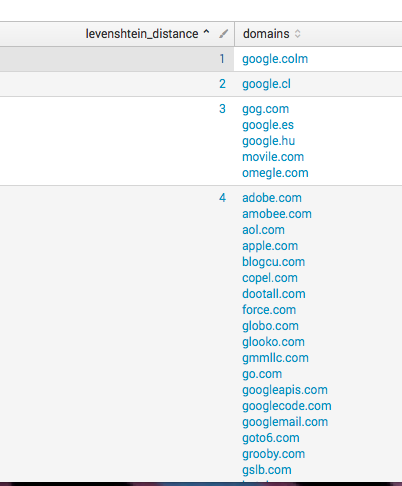 levenshtein_distance domains
1 google.colm
2 google.cl
3 gog.com
google.es
google.hu
movile.com
omegle.com
4 adobe.com
amobee.com
aol.com
apple.com
blogcu.com
copel.com
dootall.com
force.com
globo.com
glooko.com
gmmllc.com
go.com
googleapis.com
googlecode.com
googlemail.com
goto6.com
grooby.com
gslb.com